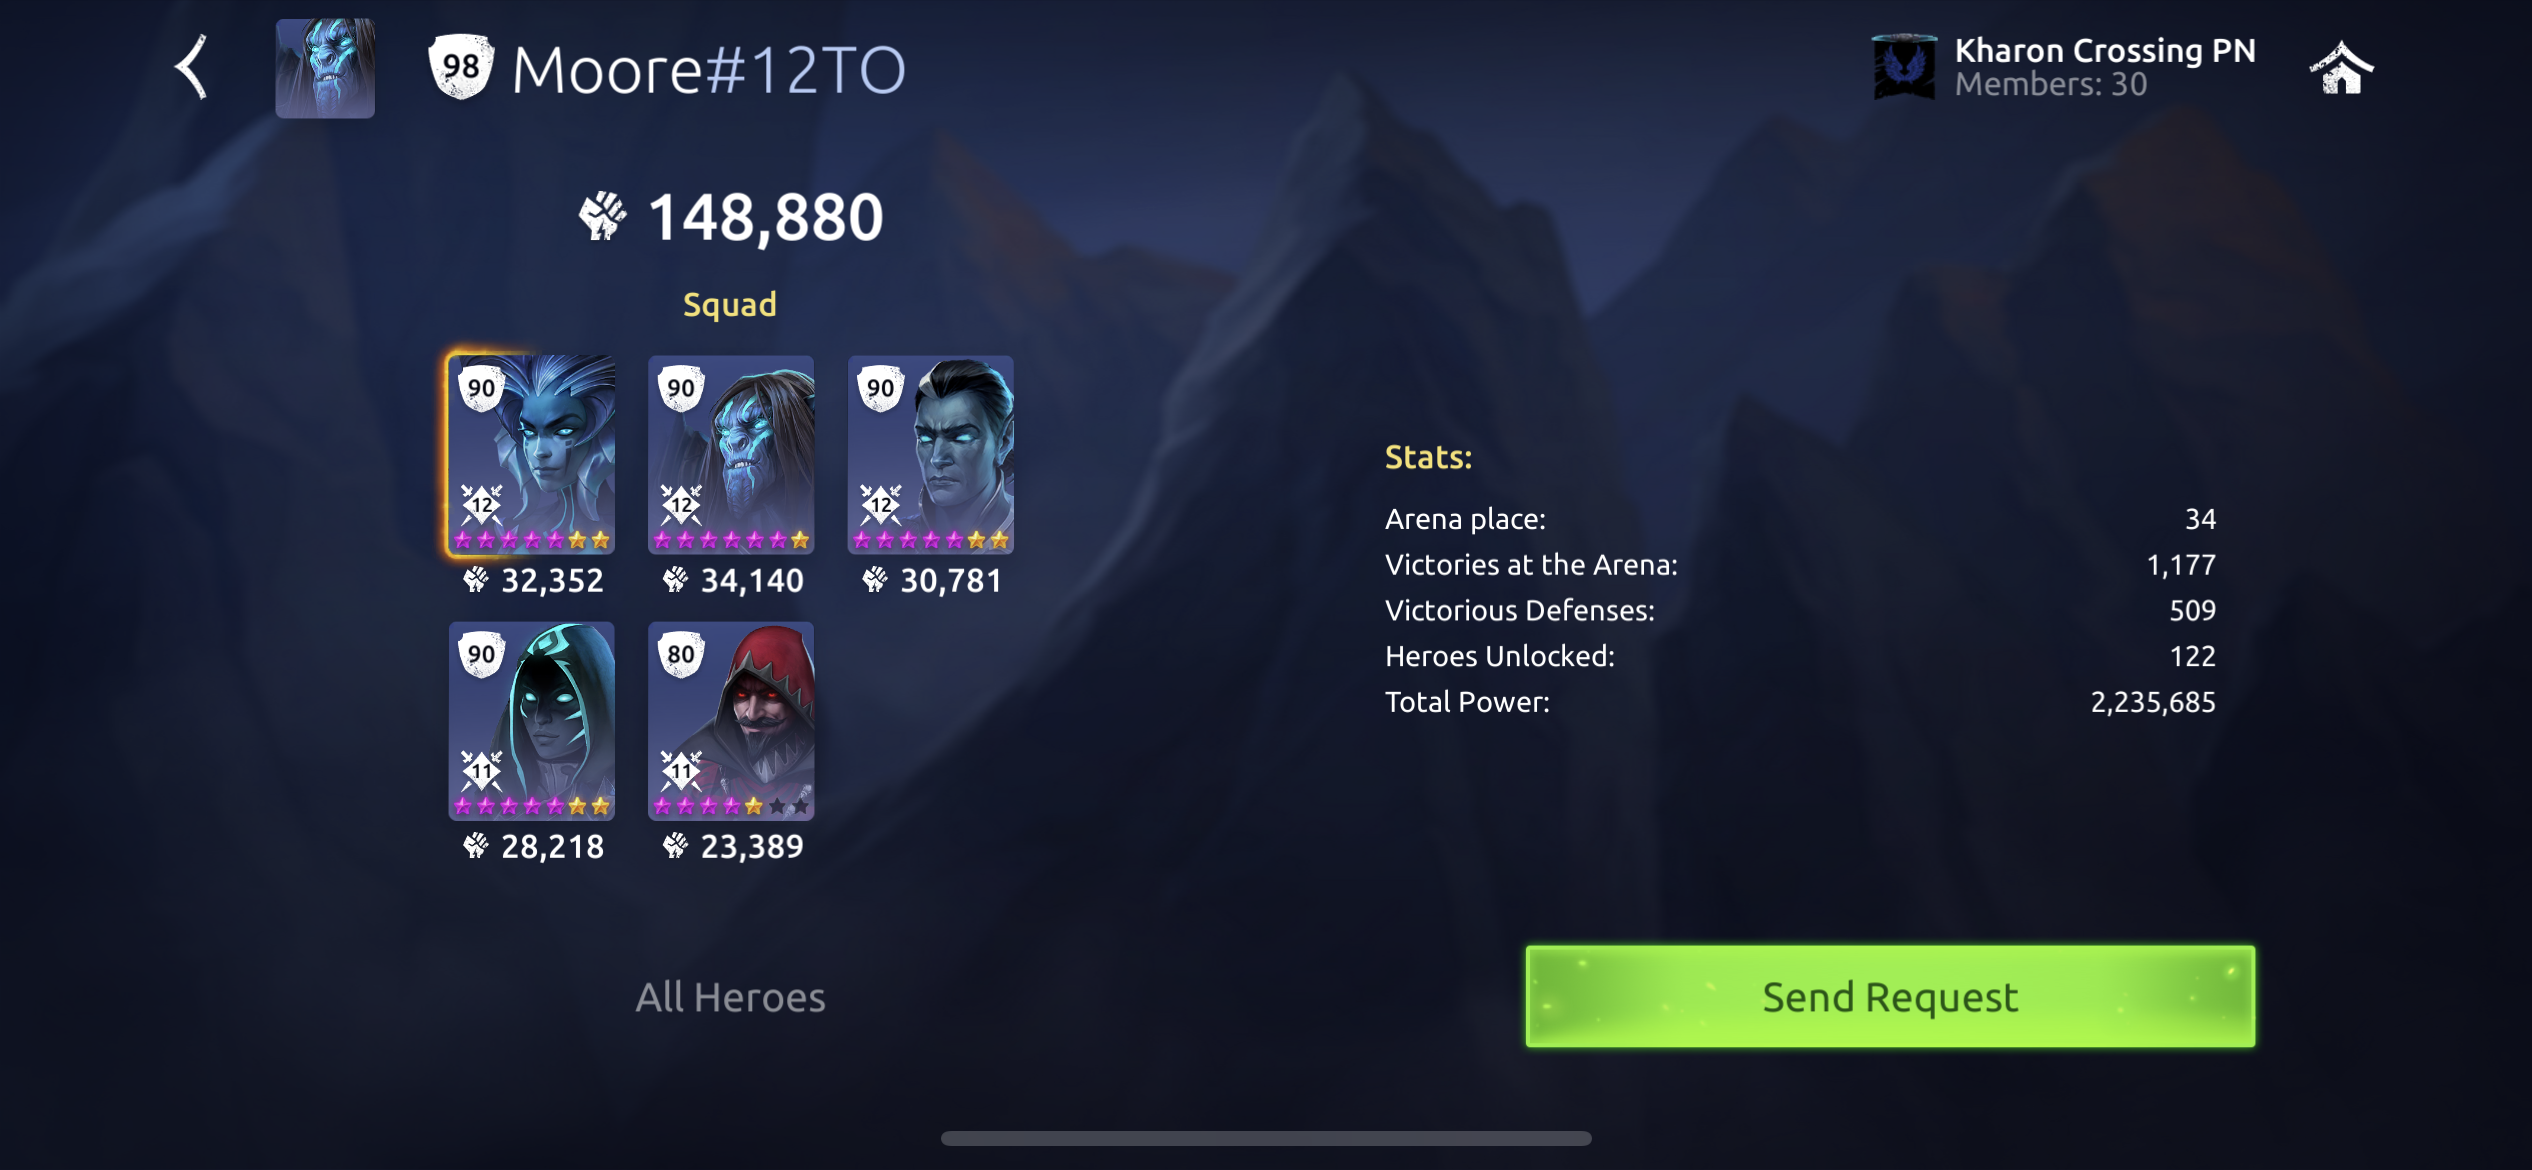 98 Moore#12TO
Kharon Crossing PN
Members: 30
148,880
Squad
90 90 90
12 12 12
32,352 34,140 30,781
90 80
11 11
28,218 23,389
All Heroes
Stats:
Arena place: 34
Victories at the Arena: 1,177
Victorious Defenses: 509
Heroes Unlocked: 122
Total Power: 2,235,685
Send Request